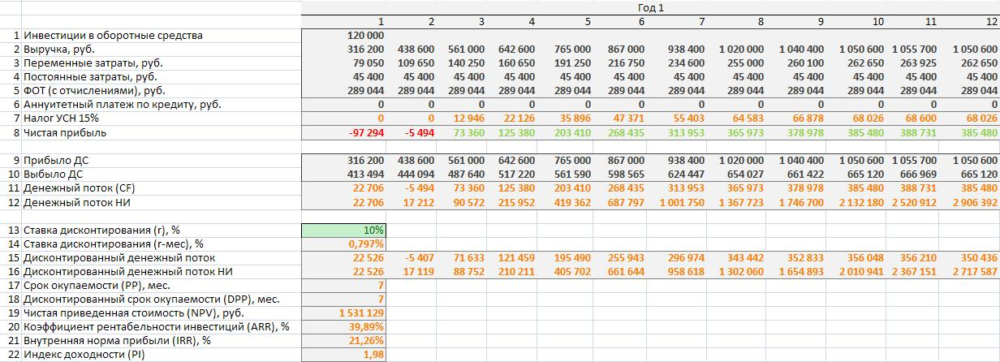 Год 1
1 2 3 4 5 6 7 8 9 10 11 12
1 Инвестиции в оборотные средства 120 000
2 Выручка, руб. 316 200 438 600 561 000 642 600 765 000 867 000 938 400 1 020 000 1 040 400 1 050 600 1 055 700 1 050 600
3 Переменные затраты, руб. 79 050 109 650 140 250 160 650 191 250 216 750 234 600 255 000 260 100 262 650 263 925 262 650
4 Постоянные затраты, руб. 45 400 45 400 45 400 45 400 45 400 45 400 45 400 45 400 45 400 45 400 45 400 45 400
5 ФОТ (с отчислениями), руб. 289 044 289 044 289 044 289 044 289 044 289 044 289 044 289 044 289 044 289 044 289 044 289 044
6 Аннуитетный платеж по кредиту, руб. 0 0 0 0 0 0 0 0 0 0 0 0
7 Налог УСН 15% 0 0 12 946 22 126 35 896 47 371 55 403 64 583 66 878 68 026 68 600 68 026
8 Чистая прибыль -97 294 -5 494 73 360 125 380 203 410 268 435 313 953 365 973 378 978 385 480 388 731 385 480
9 Прибыло ДС 316 200 438 600 561 000 642 600 765 000 867 000 938 400 1 020 000 1 040 400 1 050 600 1 055 700 1 050 600
10 Выбыло ДС 413 494 444 094 487 640 517 220 561 590 598 565 624 447 654 027 661 422 665 120 666 969 665 120
11 Денежный поток (CF) 22 706 -5 494 73 360 125 380 203 410 268 435 313 953 365 973 378 978 385 480 388 731 385 480
12 Денежный поток НИ 22 706 17 212 90 572 215 952 419 362 687 797 1 001 750 1 367 723 1 746 700 2 132 180 2 520 912 2 906 392
13 Ставка дисконтирования (r), % 10%
14 Ставка дисконтирования (r-мес), % 0,797%
15 Дисконтированный денежный поток 22 526 -5 407 71 633 121 459 195 490 255 943 296 974 343 442 352 833 356 048 356 210 350 436
16 Дисконтированный денежный поток НИ 22 526 17 119 88 752 210 211 405 702 661 644 958 618 1 302 060 1 654 893 2 010 941 2 367 151 2 717 587
17 Срок окупаемости (PP), мес. 7
18 Дисконтированный срок окупаемости (DPP), мес. 7
19 Чистая приведенная стоимость (NPV), руб. 1 531 129
20 Коэффициент рентабельности инвестиций (ARR), % 39,89%
21 Внутренняя норма прибыли (IRR), % 21,26%
22 Индекс доходности (PI) 1,98